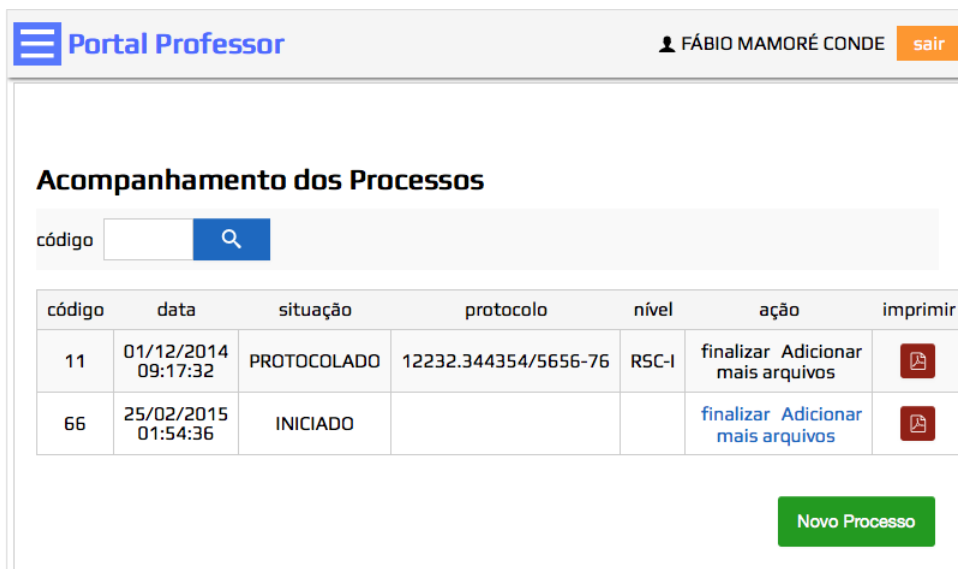 Portal Professor
FÁBIO MAMORÉ CONDE sair
Acompanhamento dos Processos
código
código data situação protocolo nível ação imprimir
11 01/12/2014 09:17:32 PROTOCOLADO 12232.344354/5656-76 RSC-I finalizar Adicionar mais arquivos
66 25/02/2015 01:54:36 INICIADO finalizar Adicionar mais arquivos
Novo Processo